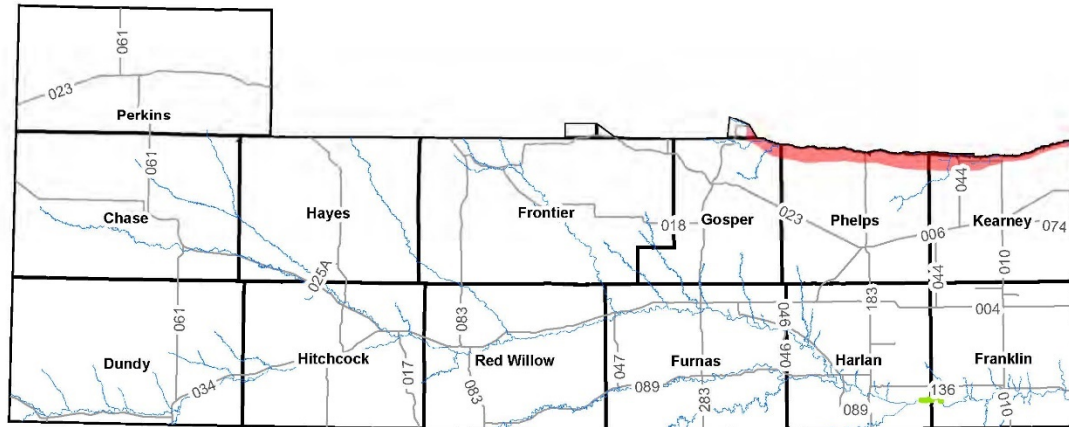 061
023
Perkins
061
Chase
Hayes
Frontier
018
Gosper
023
Phelps
006
044
Kearney
074
025A
044
010
061
083
183
046
004
Dundy
034
Hitchcock
017
Red Willow
083
047
089
Furnas
283
046
Harlan
089
136
Franklin
010